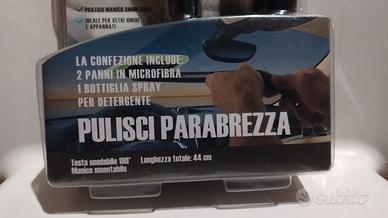 ✓ PRATICO MANICO SMONTABILE
✓ IDEALE PER VETRI UMIDI
E APPANNATI
LA CONFEZIONE INCLUDE:
2 PANNI IN MICROFIBRA
1 BOTTIGLIA SPRAY
PER DETERGENTE
PULISCI PARABREZZA
Testa snodabile 180° Lunghezza totale: 44 cm
Manico smontabile
subito